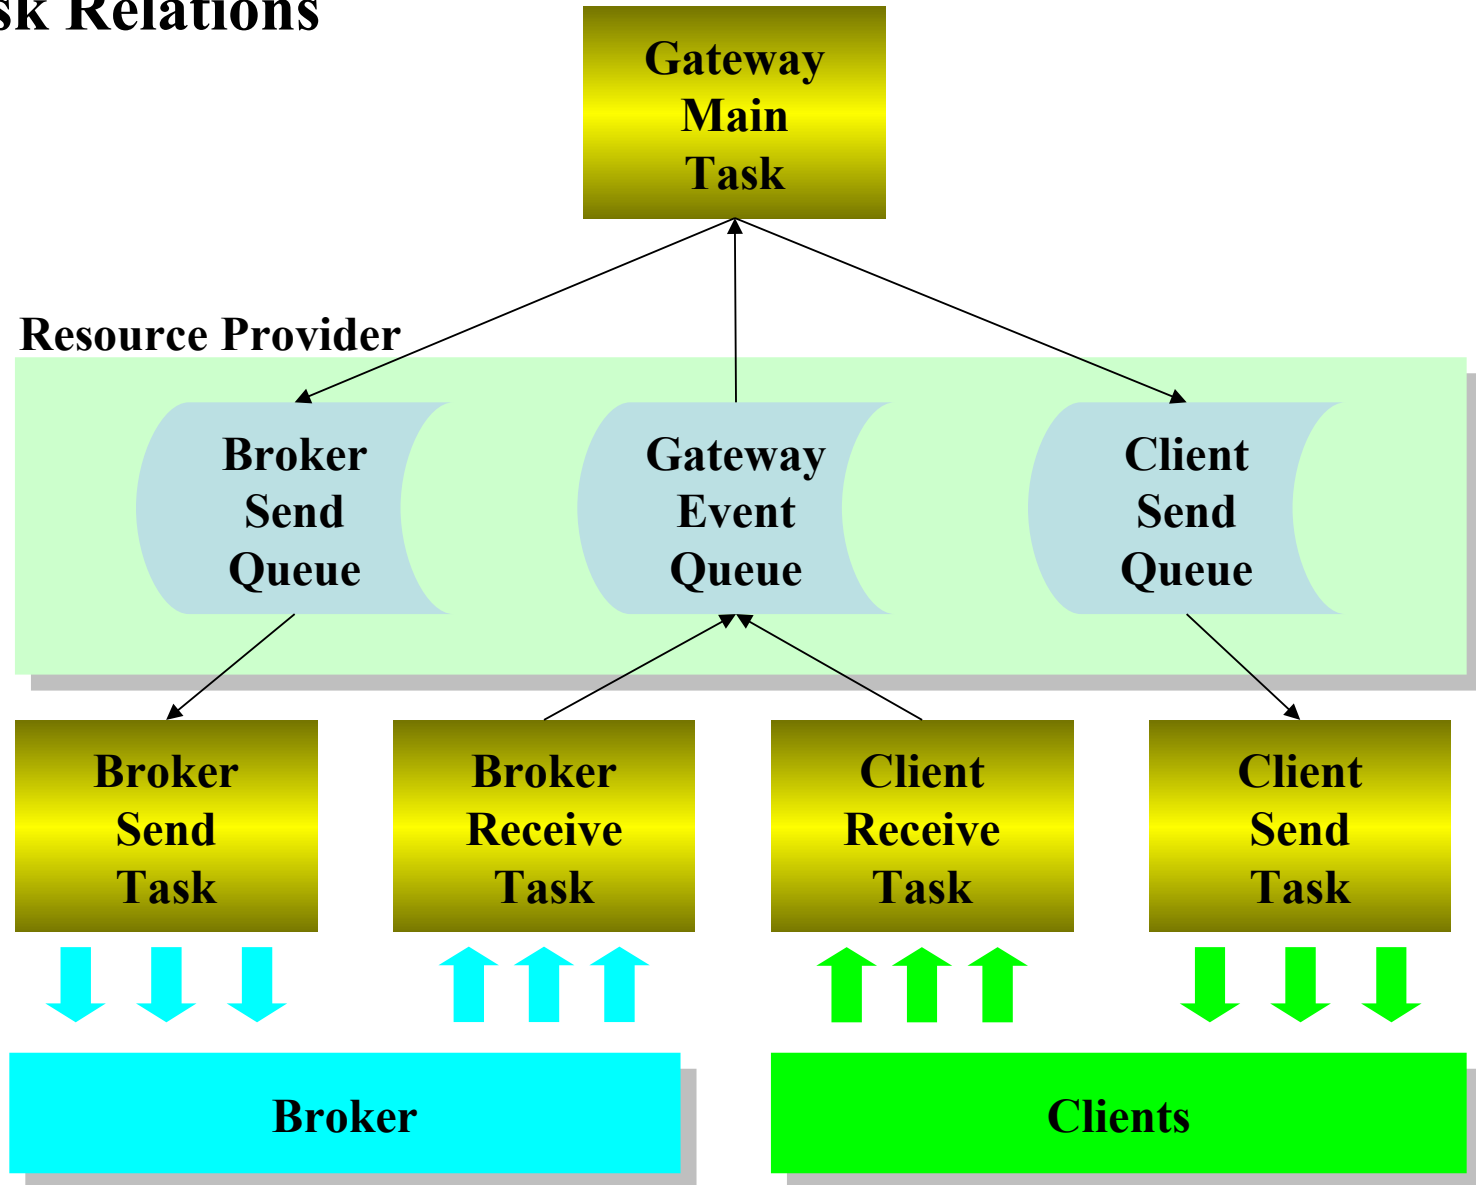 sk Relations
Gateway
Main
Task
Resource Provider
Broker
Send
Queue
Gateway
Event
Queue
Client
Send
Queue
Broker
Send
Task
Broker
Receive
Task
Client
Receive
Task
Client
Send
Task
Broker
Clients